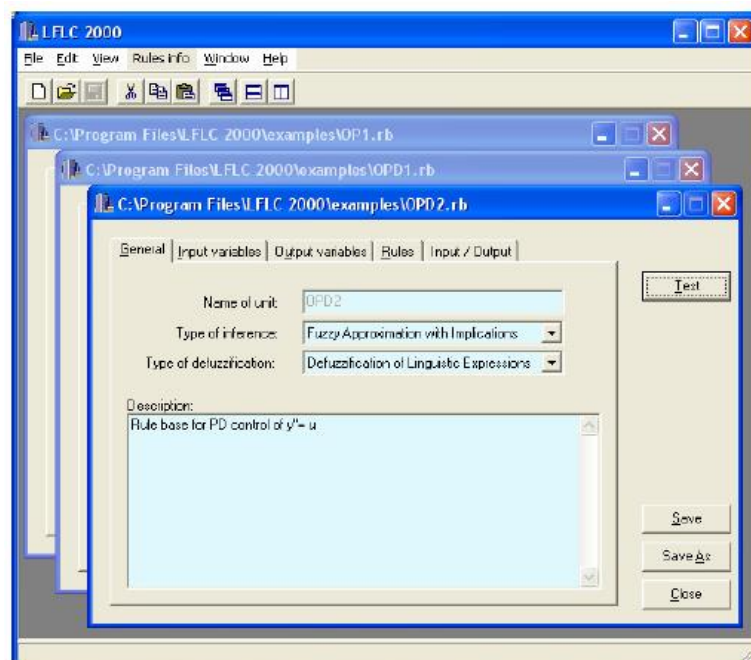 LFLC 2000
File Edit View Rules info Window Help
C:\Program Files\LFLC 2000\examples\OP1.rb
C:\Program Files\LFLC 2000\examples\OPD1.rb
C:\Program Files\LFLC 2000\examples\OPD2.rb
General Input variables Output variables Rules Input / Output
Test
Name of unit: OPD2
Type of inference: Fuzzy Approximation with Implications
Type of defuzzification: Defuzzification of Linguistic Expressions
Description:
Rule base for PD control of y''= u
Save
Save As
Close